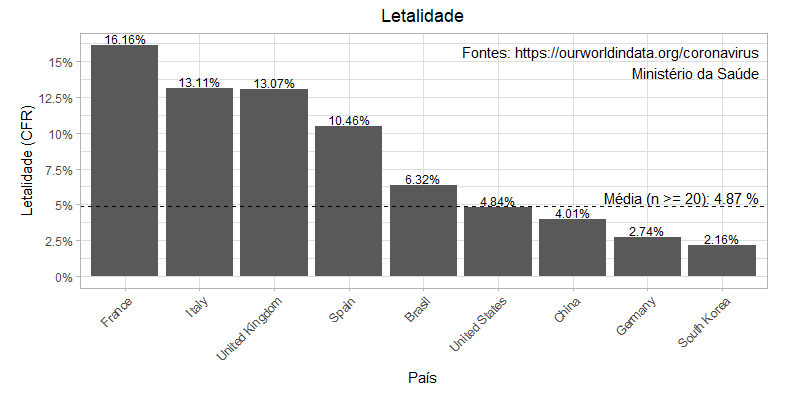 Letalidade
Fontes: https://ourworldindata.org/coronavirus
Ministério da Saúde
Letalidade (CFR)
15%
12.5%
10%
7.5%
5%
2.5%
0%
16.16%
13.11%
13.07%
10.46%
6.32%
4.84%
4.01%
2.74%
2.16%
Média (n >= 20): 4.87 %
France
Italy
United Kingdom
Spain
Brasil
United States
China
Germany
South Korea
País